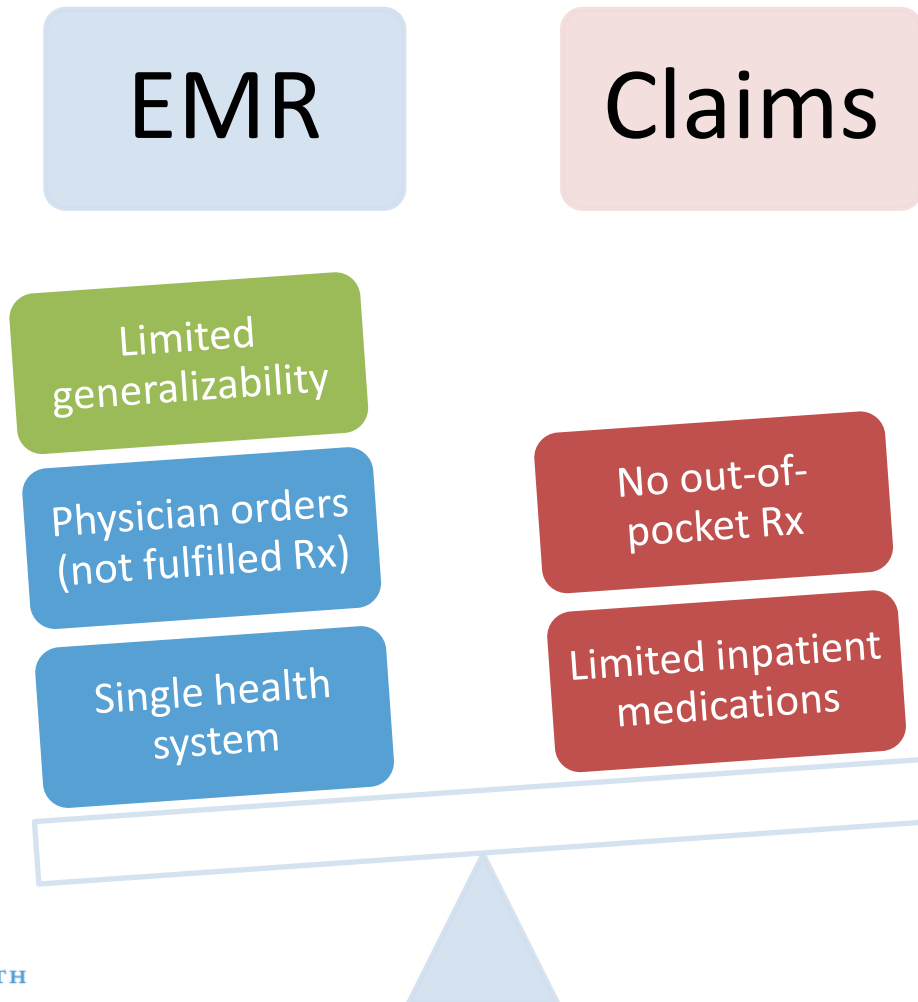 EMR
Claims
Limited
generalizability
Physician orders
(not fulfilled Rx)
Single health
system
No out-of-
pocket Rx
Limited inpatient
medications
TH